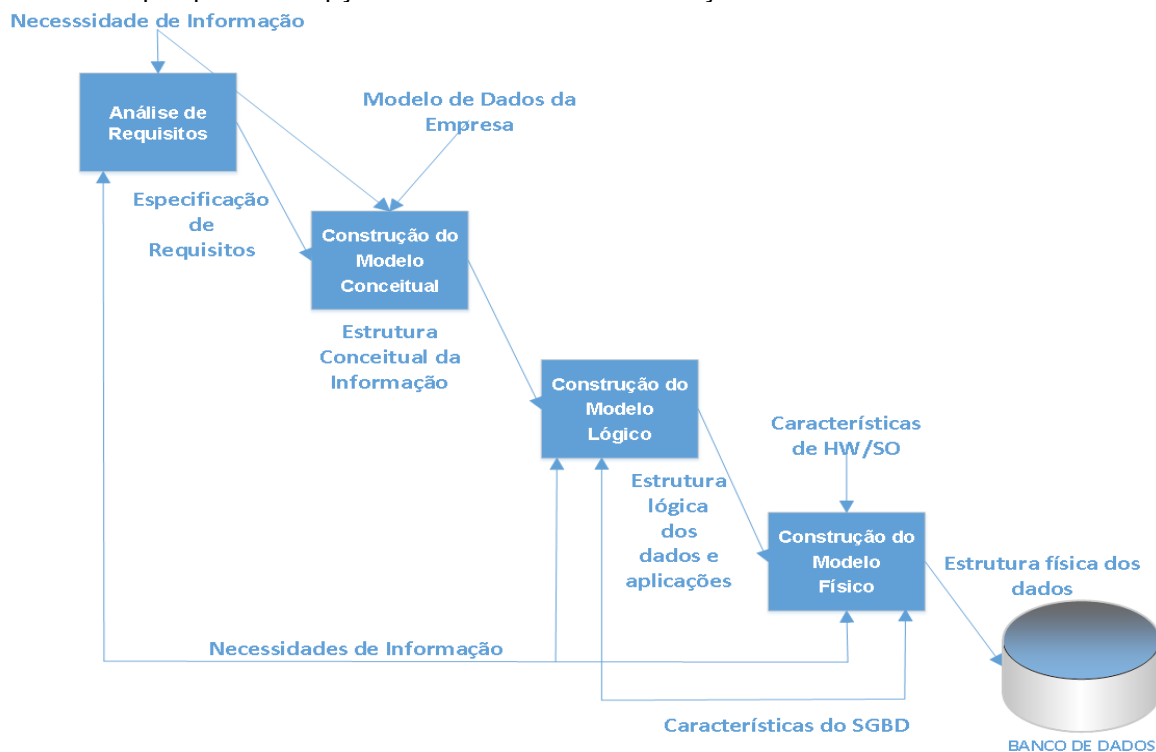 Necesssidade de Informação
Análise de
Requisitos
Modelo de Dados da
Empresa
Especificação
de
Requisitos
Construção do
Modelo
Conceitual
Estrutura
Conceitual da
Informação
Construção do
Modelo
Lógico
Características
de HW/SO
Estrutura
lógica
dos
dados e
aplicações
Construção do
Modelo
Físico
Estrutura física dos
dados
Necessidades de Informação
Características do SGBD
BANCO DE DADOS